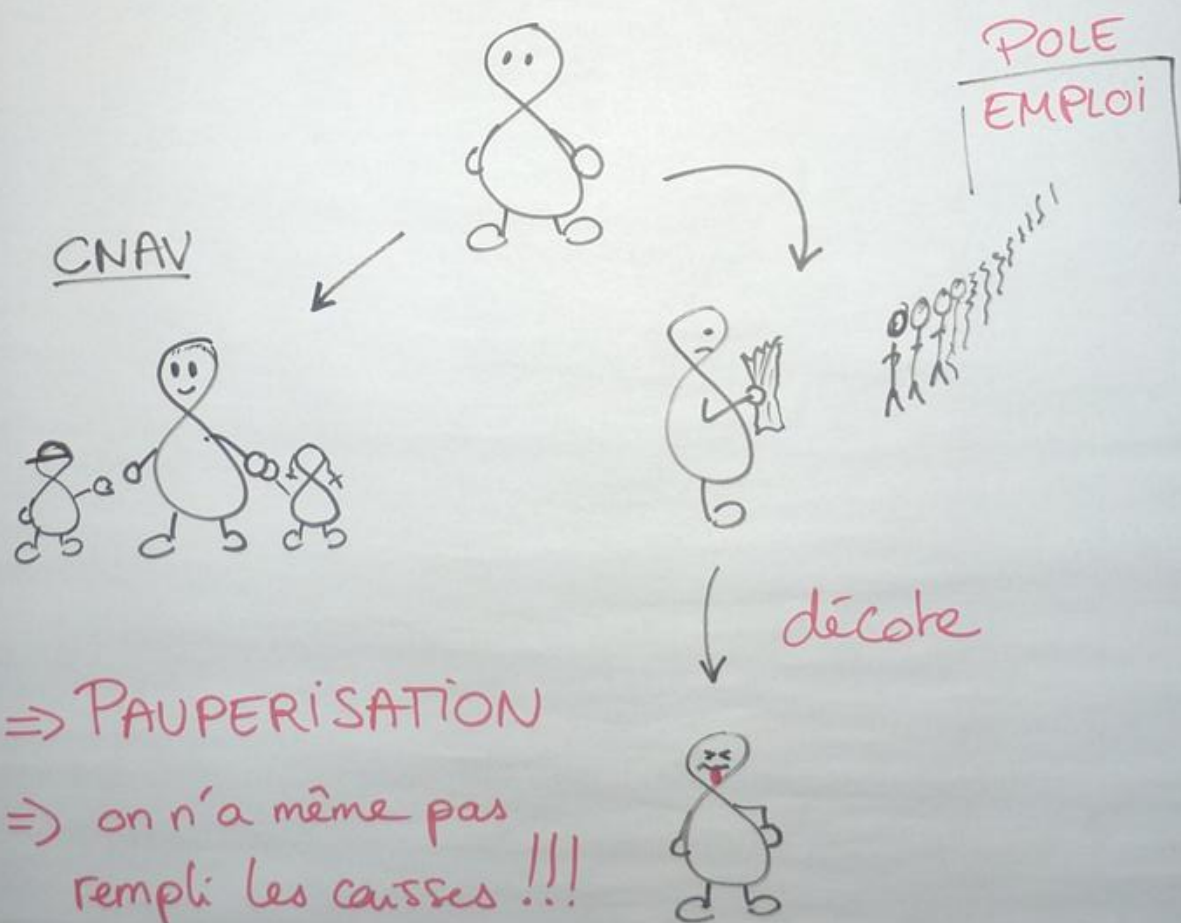 POLE
EMPLOI
CNAV
décote
=> PAUPERISATION
=> on n'a même pas
rempli les caisses !!!